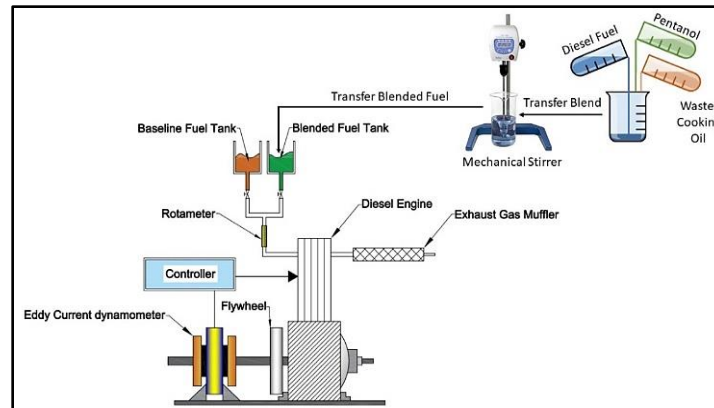 Pentanol
Diesel Fuel
Waste
Cooking
Oil
Transfer Blend
Transfer Blended Fuel
Mechanical Stirrer
Baseline Fuel Tank
Blended Fuel Tank
Rotameter
Diesel Engine
Exhaust Gas Muffler
Controller
Flywheel
Eddy Current dynamometer